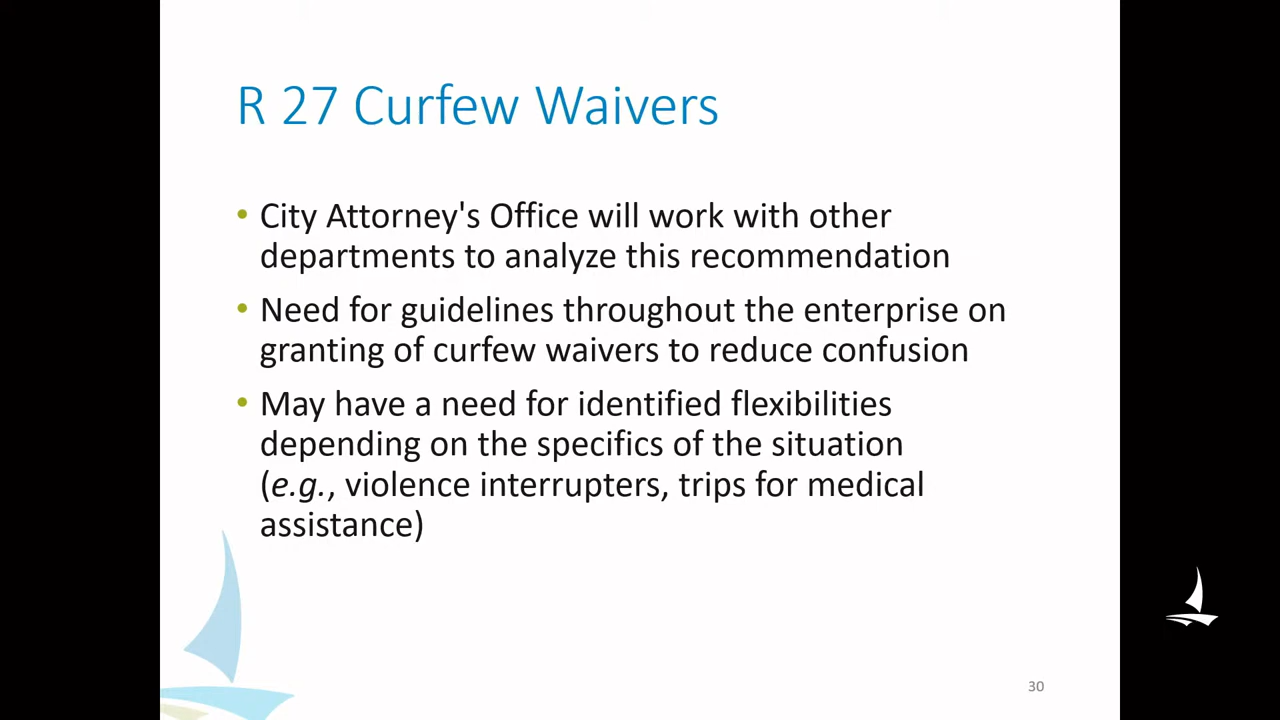 R 27 Curfew Waivers
• City Attorney's Office will work with other
departments to analyze this recommendation
• Need for guidelines throughout the enterprise on
granting of curfew waivers to reduce confusion
• May have a need for identified flexibilities
depending on the specifics of the situation
(e.g., violence interrupters, trips for medical
assistance)
30